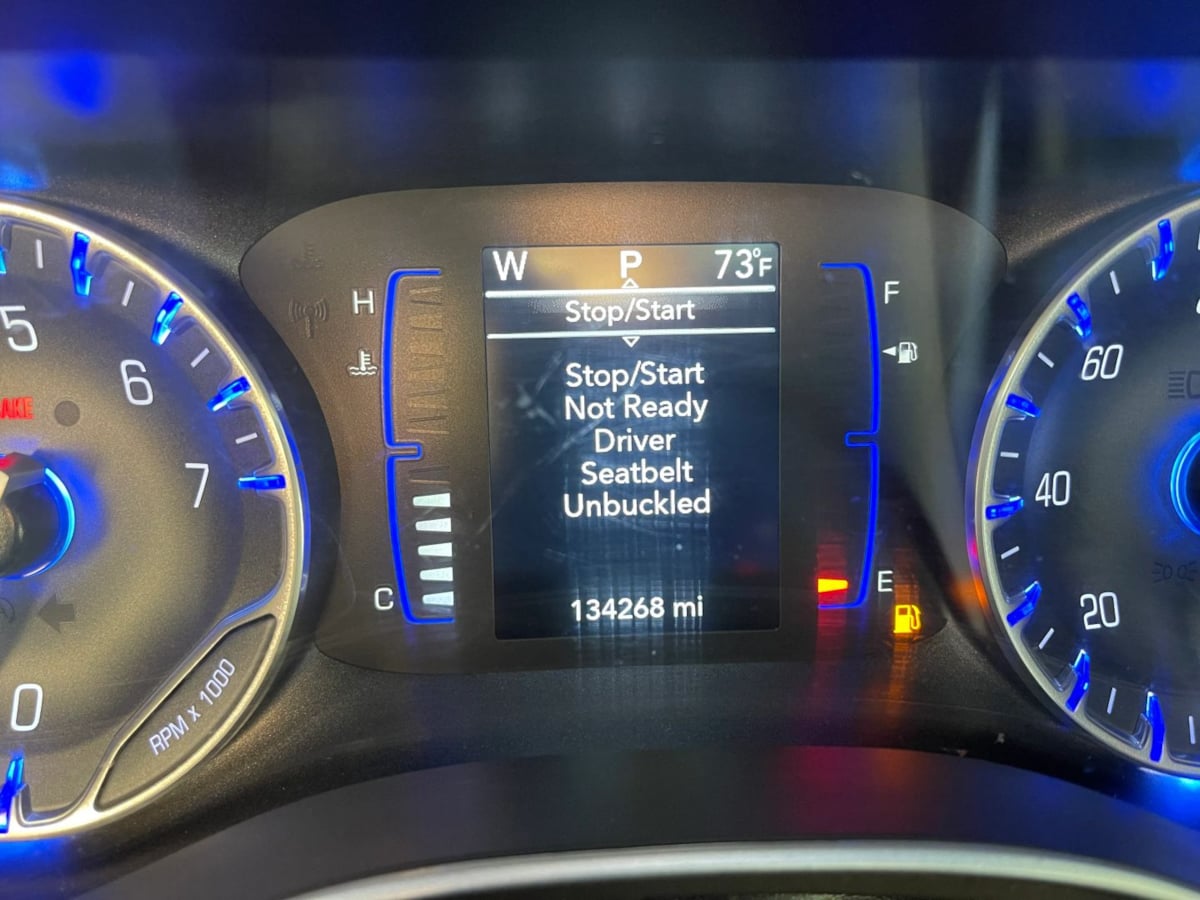 W P 73°F
Stop/Start
Stop/Start
Not Ready
Driver
Seatbelt
Unbuckled
134268 mi
H
C
F
E
5
6
7
0
RPM x 1000
AKE
60
40
20